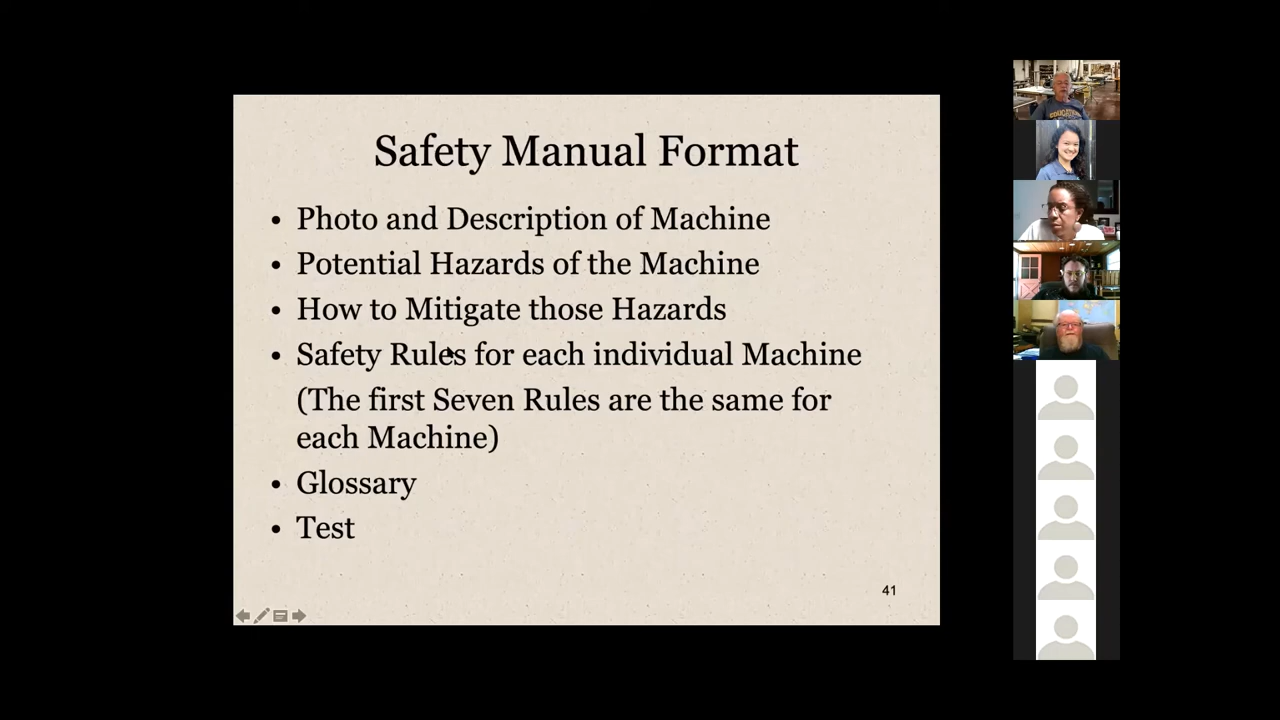 Safety Manual Format
• Photo and Description of Machine
• Potential Hazards of the Machine
• How to Mitigate those Hazards
• Safety Rules for each individual Machine
(The first Seven Rules are the same for
each Machine)
• Glossary
• Test
41